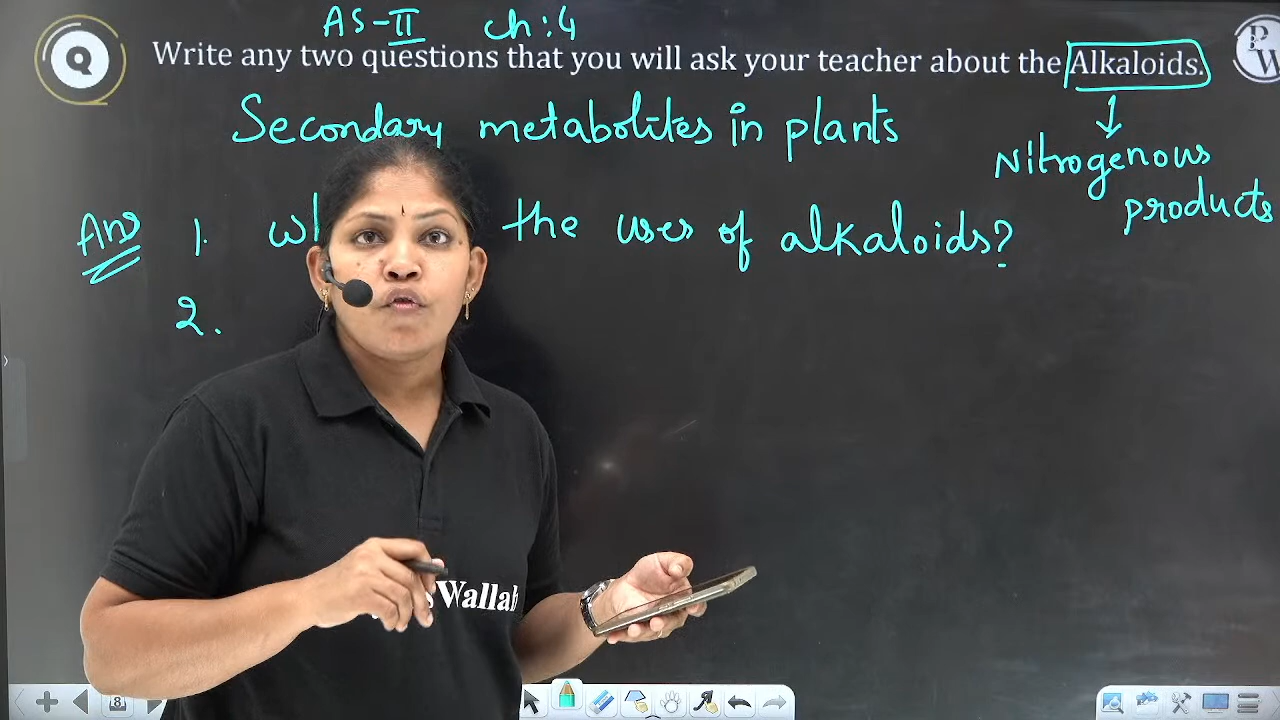 AS-II ch:4
Q Write any two questions that you will ask your teacher about the Alkaloids.
P
W
Secondary metabolites in plants
Nitrogenous
products
Ans 1. the uses of alkaloids?
2.
Wallah
8